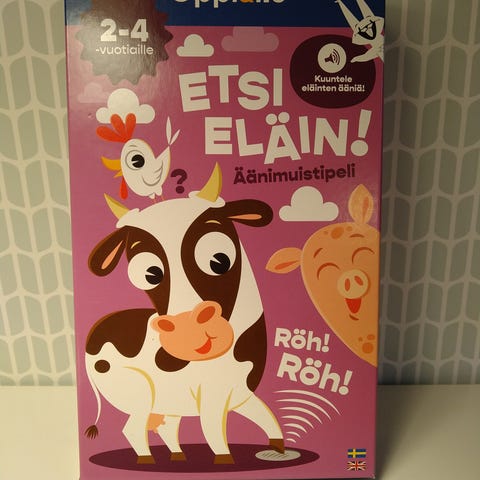 2-4
-vuotiaille
Kuuntele
eläinten ääniä!
ETSI
ELÄIN!
Äänimuistipeli
?
Röh!
Röh!